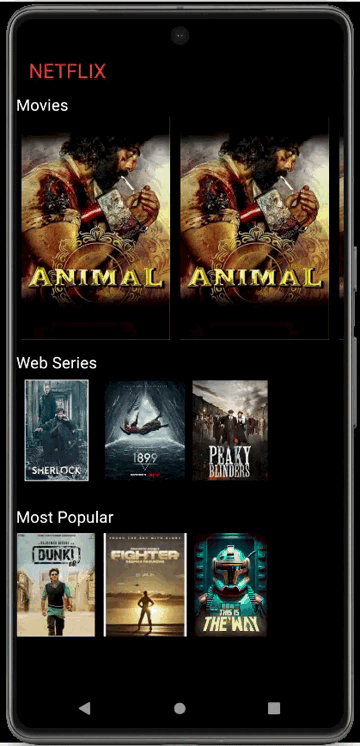 NETFLIX
Movies
ANIMAL
ANIMAL
Web Series
SHERLOCK
1899
PEAKY
BLINDERS
Most Popular
DUNKI
FIGHTER
THIS IS
THE WAY